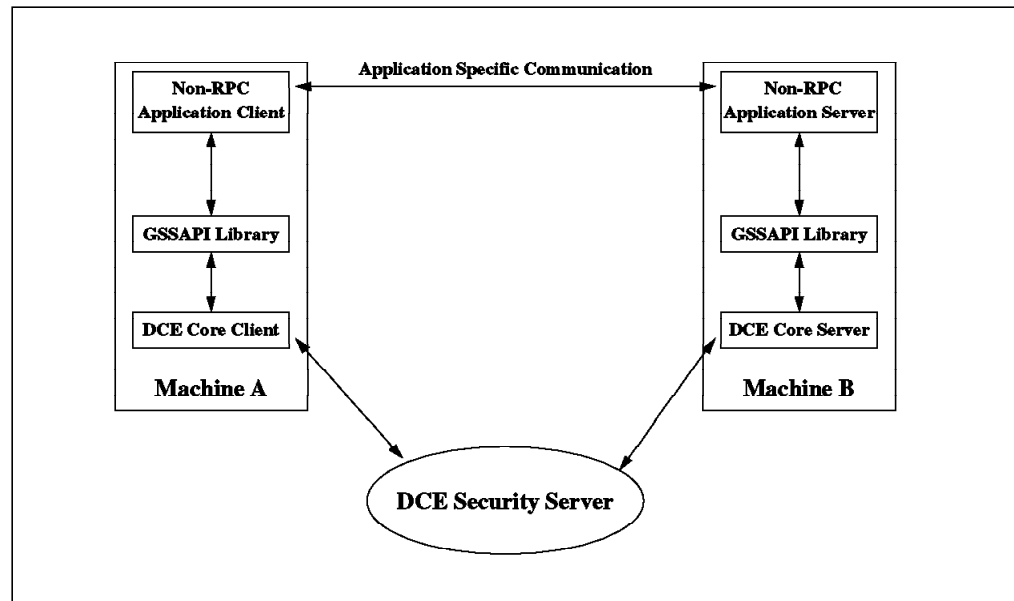 Application Specific Communication
Non-RPC
Application Client
Non-RPC
Application Server
GSSAPI Library
GSSAPI Library
DCE Core Client
DCE Core Server
Machine A
Machine B
DCE Security Server